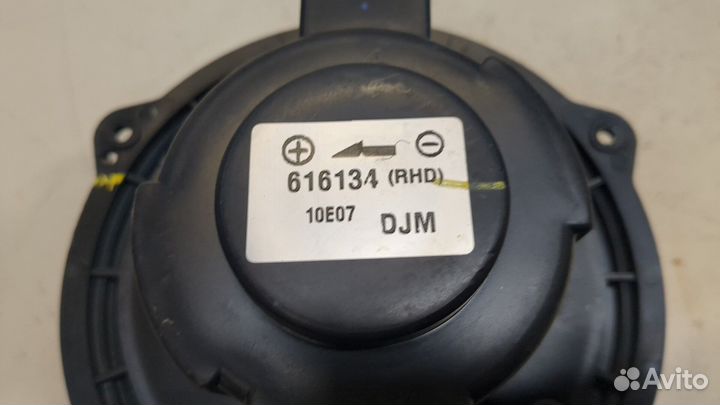 ⊕ ⊖
616134 (RHD)
10E07 DJM
Avito